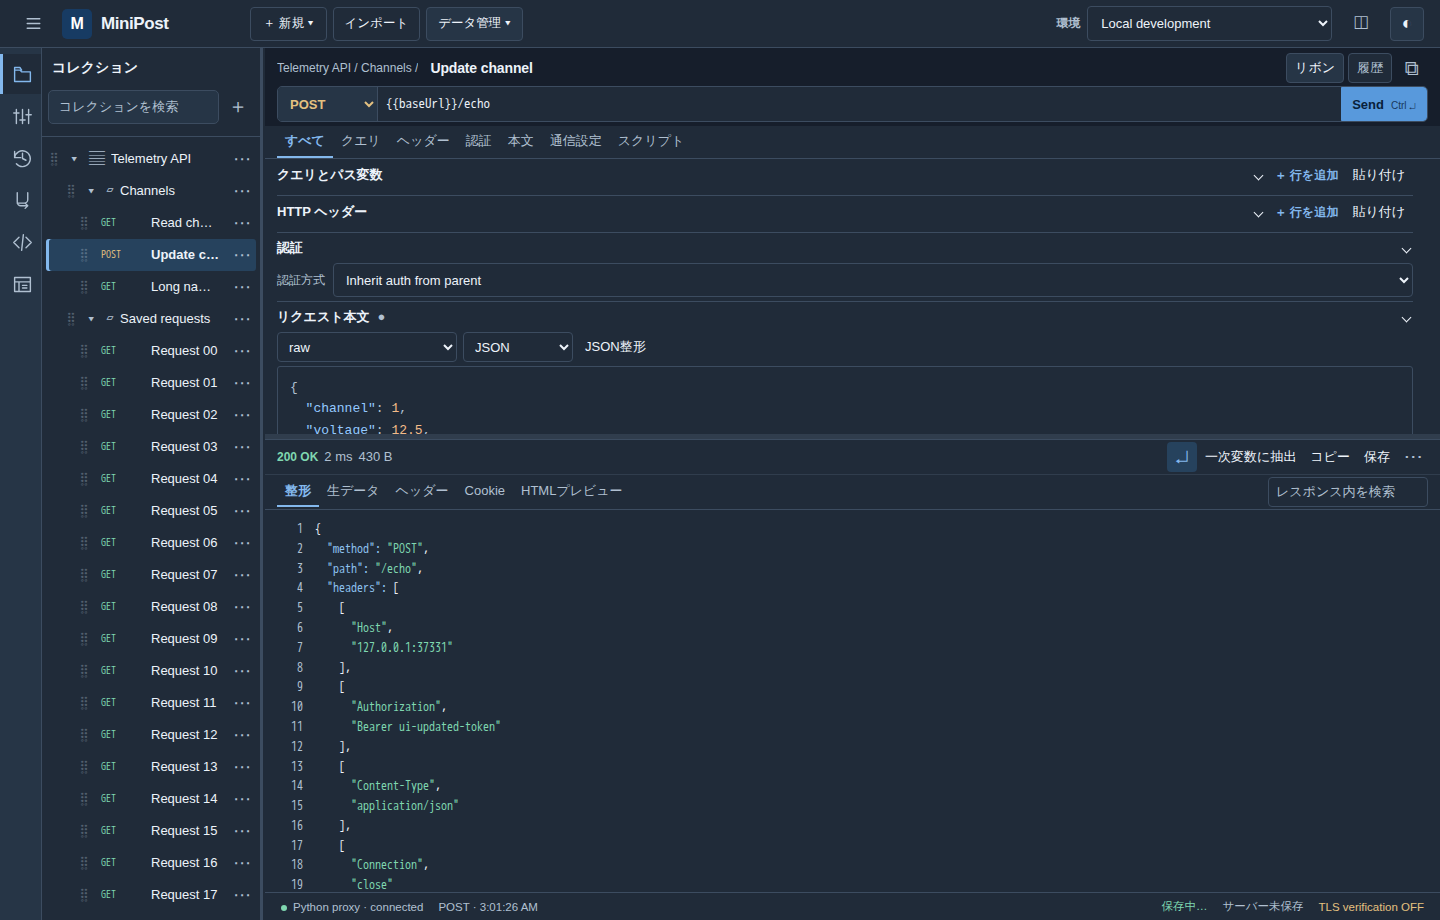 M MiniPost ＋ 新規 ▾ インポート データ管理 ▾ 環境 Local development
コレクション
コレクションを検索 ＋
Telemetry API ···
Channels ···
GET Read ch… ···
POST Update c… ···
GET Long na… ···
Saved requests ···
GET Request 00 ···
GET Request 01 ···
GET Request 02 ···
GET Request 03 ···
GET Request 04 ···
GET Request 05 ···
GET Request 06 ···
GET Request 07 ···
GET Request 08 ···
GET Request 09 ···
GET Request 10 ···
GET Request 11 ···
GET Request 12 ···
GET Request 13 ···
GET Request 14 ···
GET Request 15 ···
GET Request 16 ···
GET Request 17 ···
Telemetry API / Channels / Update channel リボン 履歴
POST {{baseUrl}}/echo Send Ctrl ⏎
すべて クエリ ヘッダー 認証 本文 通信設定 スクリプト
クエリとパス変数 + 行を追加 貼り付け
HTTP ヘッダー + 行を追加 貼り付け
認証
認証方式 Inherit auth from parent
リクエスト本文 ●
raw JSON JSON整形
{
"channel": 1,
"voltage": 12.5,
200 OK 2 ms 430 B 一次変数に抽出 コピー 保存 ···
整形 生データ ヘッダー Cookie HTMLプレビュー レスポンス内を検索
1 {
2 "method": "POST",
3 "path": "/echo",
4 "headers": [
5 [
6 "Host",
7 "127.0.0.1:37331"
8 ],
9 [
10 "Authorization",
11 "Bearer ui-updated-token"
12 ],
13 [
14 "Content-Type",
15 "application/json"
16 ],
17 [
18 "Connection",
19 "close"
Python proxy · connected POST · 3:01:26 AM 保存中… サーバー未保存 TLS verification OFF